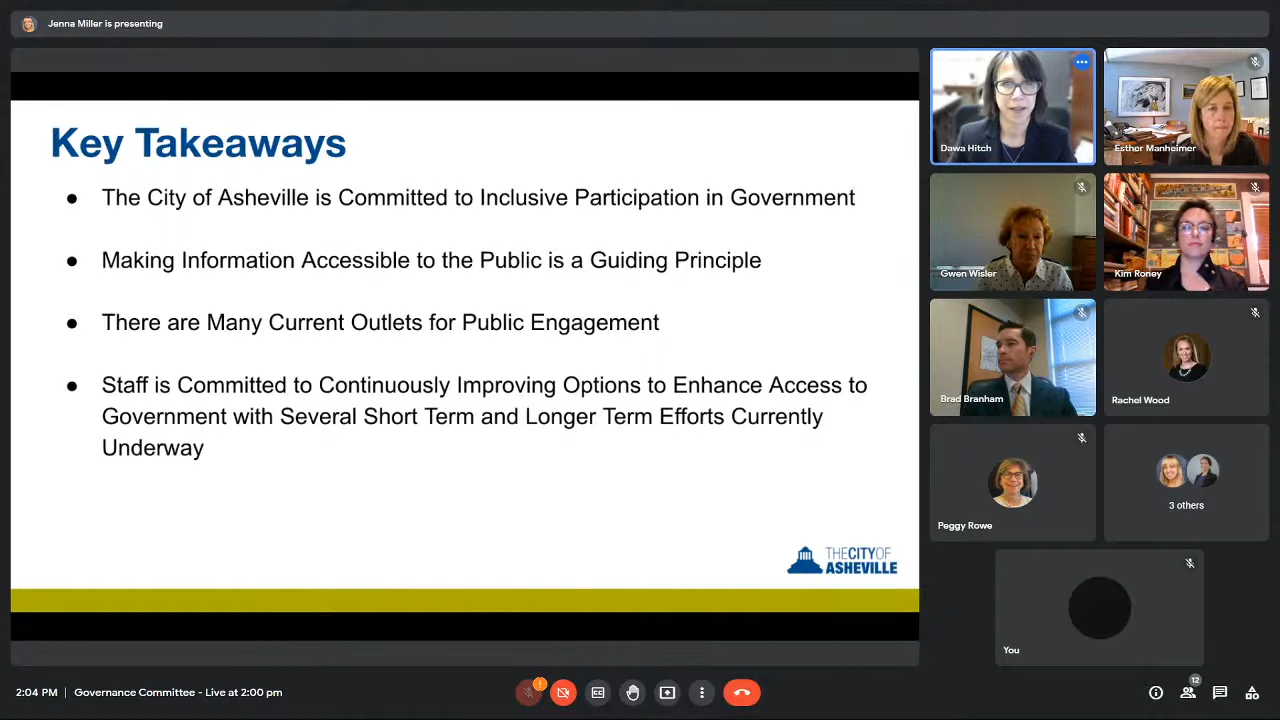 Jenna Miller is presenting
Key Takeaways
● The City of Asheville is Committed to Inclusive Participation in Government
● Making Information Accessible to the Public is a Guiding Principle
● There are Many Current Outlets for Public Engagement
● Staff is Committed to Continuously Improving Options to Enhance Access to
Government with Several Short Term and Longer Term Efforts Currently
Underway
THECITYOF
ASHEVILLE
Dawa Hitch
Esther Manheimer
Gwen Wisler
Kim Roney
Brad Branham
Rachel Wood
Peggy Rowe
3 others
You
2:04 PM | Governance Committee - Live at 2:00 pm
12